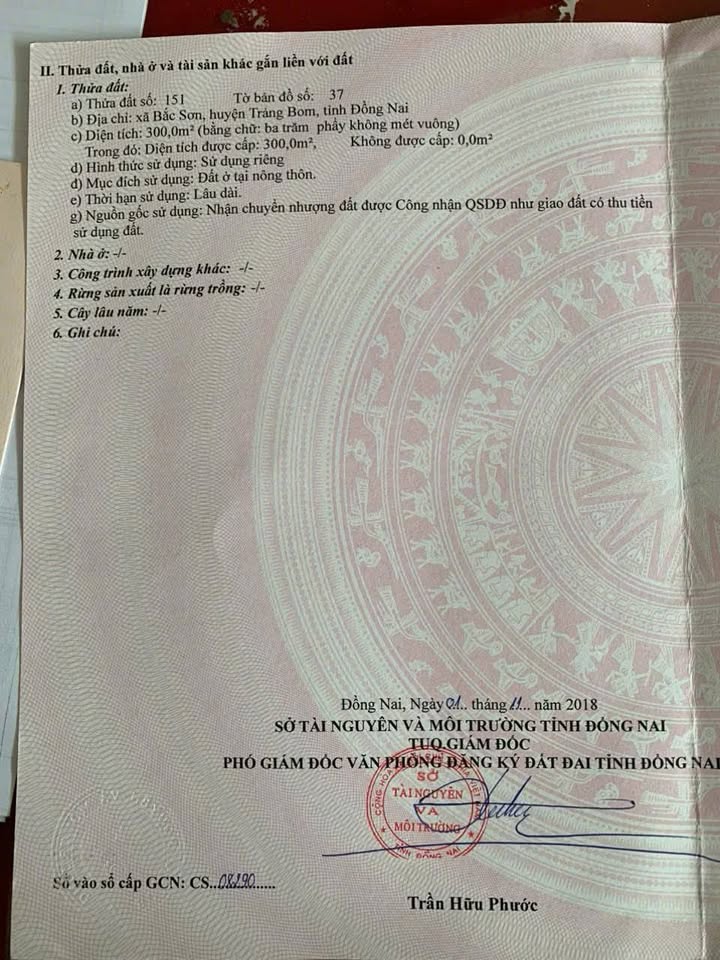 II. Thửa đất, nhà ở và tài sản khác gắn liền với đất
1. Thửa đất:
a) Thửa đất số: 151 Tờ bản đồ số: 37
b) Địa chỉ: xã Bắc Sơn, huyện Trảng Bom, tỉnh Đồng Nai
c) Diện tích: 300,0m² (bằng chữ: ba trăm phẩy không mét vuông)
Trong đó: Diện tích được cấp: 300,0m², Không được cấp: 0,0m²
d) Hình thức sử dụng: Sử dụng riêng
đ) Mục đích sử dụng: Đất ở tại nông thôn.
e) Thời hạn sử dụng: Lâu dài.
g) Nguồn gốc sử dụng: Nhận chuyển nhượng đất được Công nhận QSDĐ như giao đất có thu tiền
sử dụng đất.
2. Nhà ở: -/-
3. Công trình xây dựng khác: -/-
4. Rừng sản xuất là rừng trồng: -/-
5. Cây lâu năm: -/-
6. Ghi chú:
Đồng Nai, Ngày 01.. tháng 11... năm 2018
SỞ TÀI NGUYÊN VÀ MÔI TRƯỜNG TỈNH ĐỒNG NAI
TUQ.GIÁM ĐỐC
PHÓ GIÁM ĐỐC VĂN PHÒNG ĐĂNG KÝ ĐẤT ĐAI TỈNH ĐỒNG NAI
SỞ
TÀI NGUYÊN
VÀ
MÔI TRƯỜNG
TỈNH ĐỒNG NAI
Số vào sổ cấp GCN: CS..08290......
Trần Hữu Phước